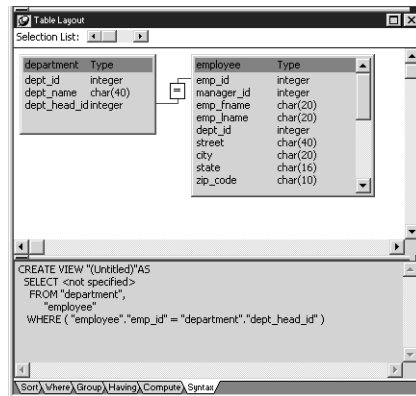 Table Layout
Selection List:
department Type
dept_id integer
dept_name char(40)
dept_head_id integer
=
employee Type
emp_id integer
manager_id integer
emp_fname char(20)
emp_lname char(20)
dept_id integer
street char(40)
city char(20)
state char(16)
zip_code char(10)
CREATE VIEW "(Untitled)"AS
SELECT <not specified>
FROM "department",
"employee"
WHERE ( "employee"."emp_id" = "department"."dept_head_id" )
Sort Where Group Having Compute Syntax